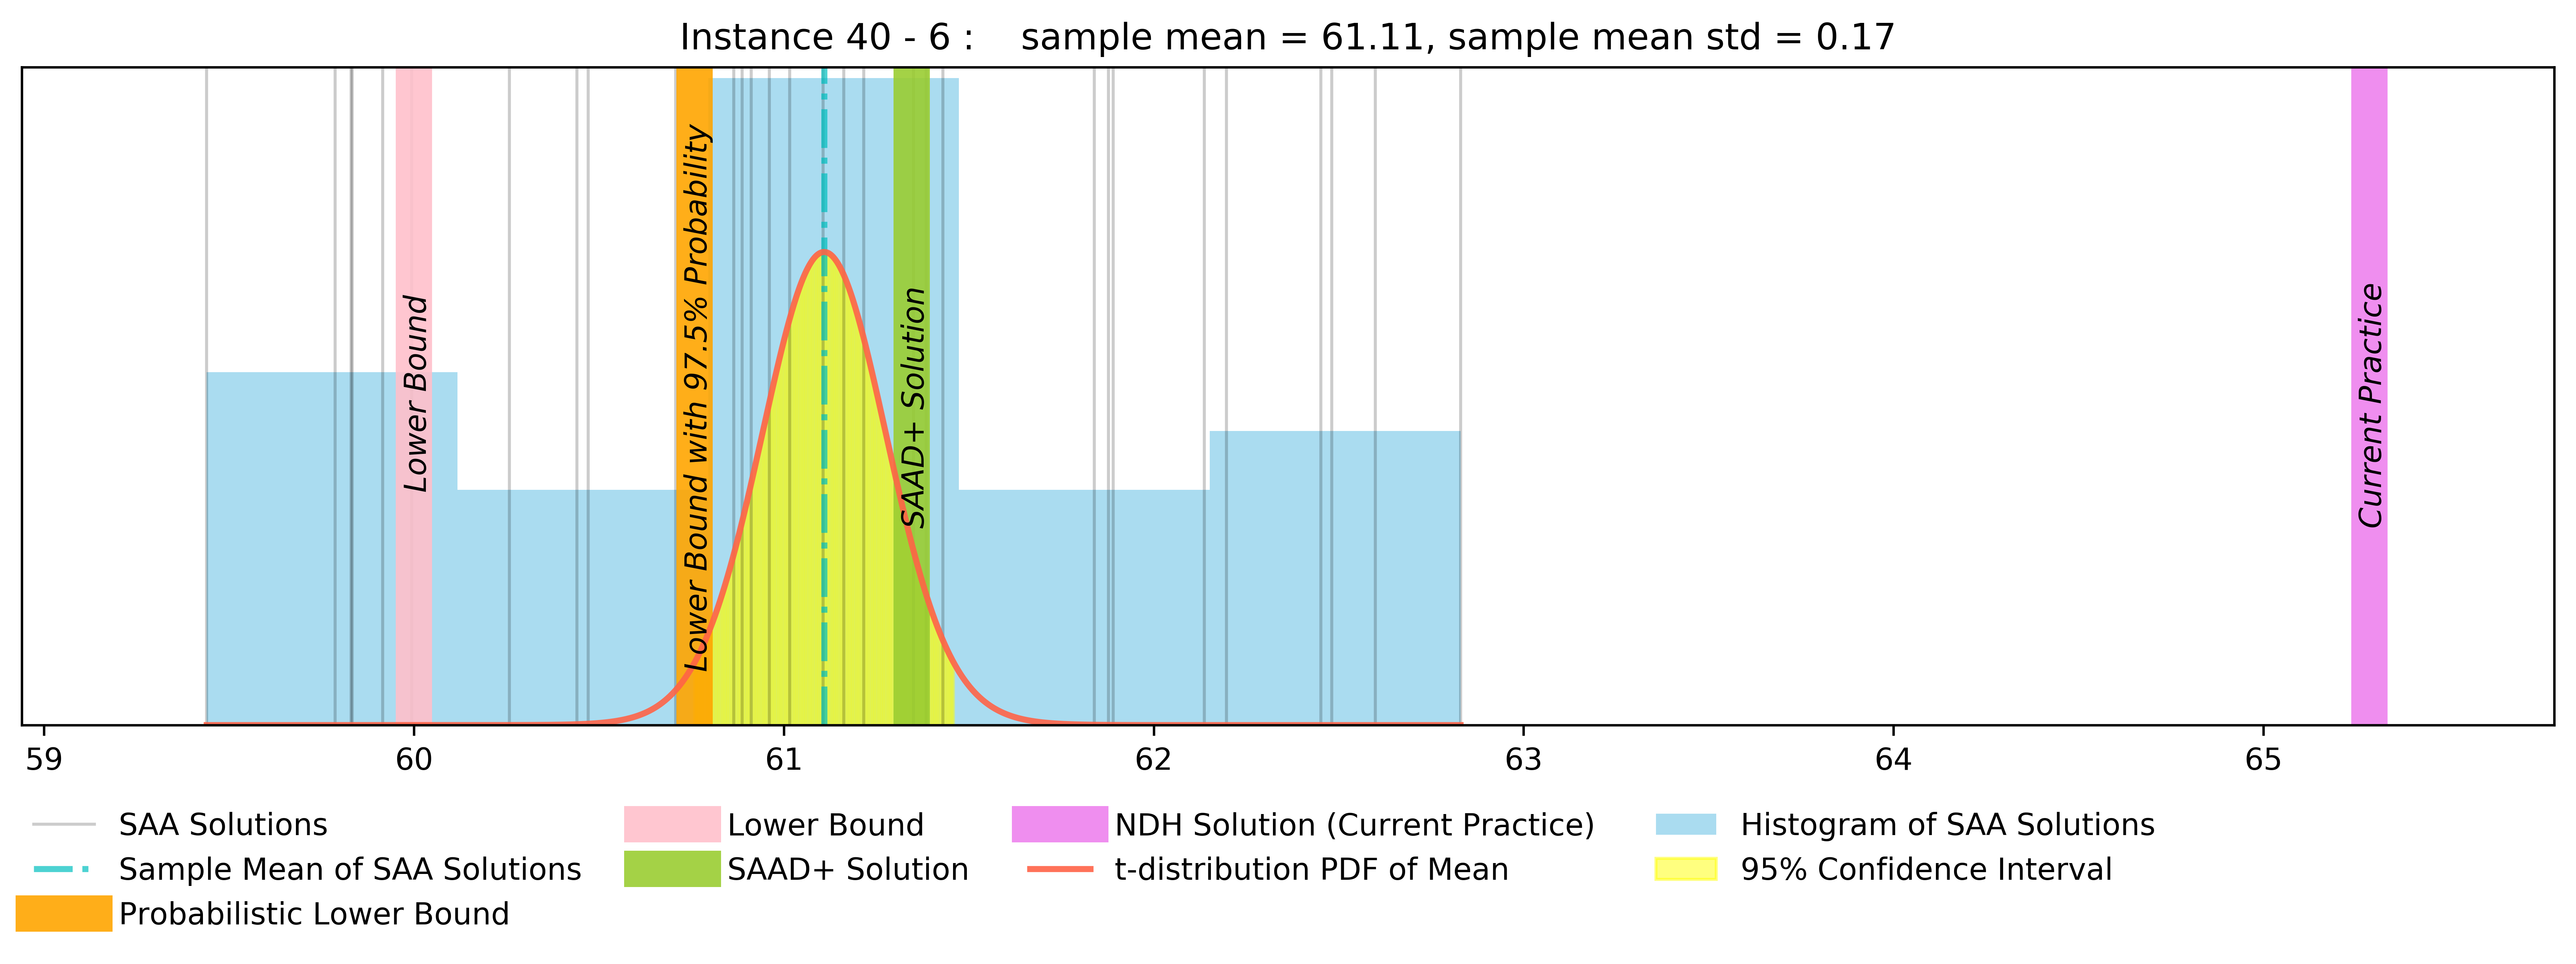 Instance 40 - 6 :    sample mean = 61.11, sample mean std = 0.17
Lower Bound
Lower Bound with 97.5% Probability
SAAD+ Solution
Current Practice
59 60 61 62 63 64 65
SAA Solutions
Sample Mean of SAA Solutions
Probabilistic Lower Bound
Lower Bound
SAAD+ Solution
NDH Solution (Current Practice)
t-distribution PDF of Mean
Histogram of SAA Solutions
95% Confidence Interval